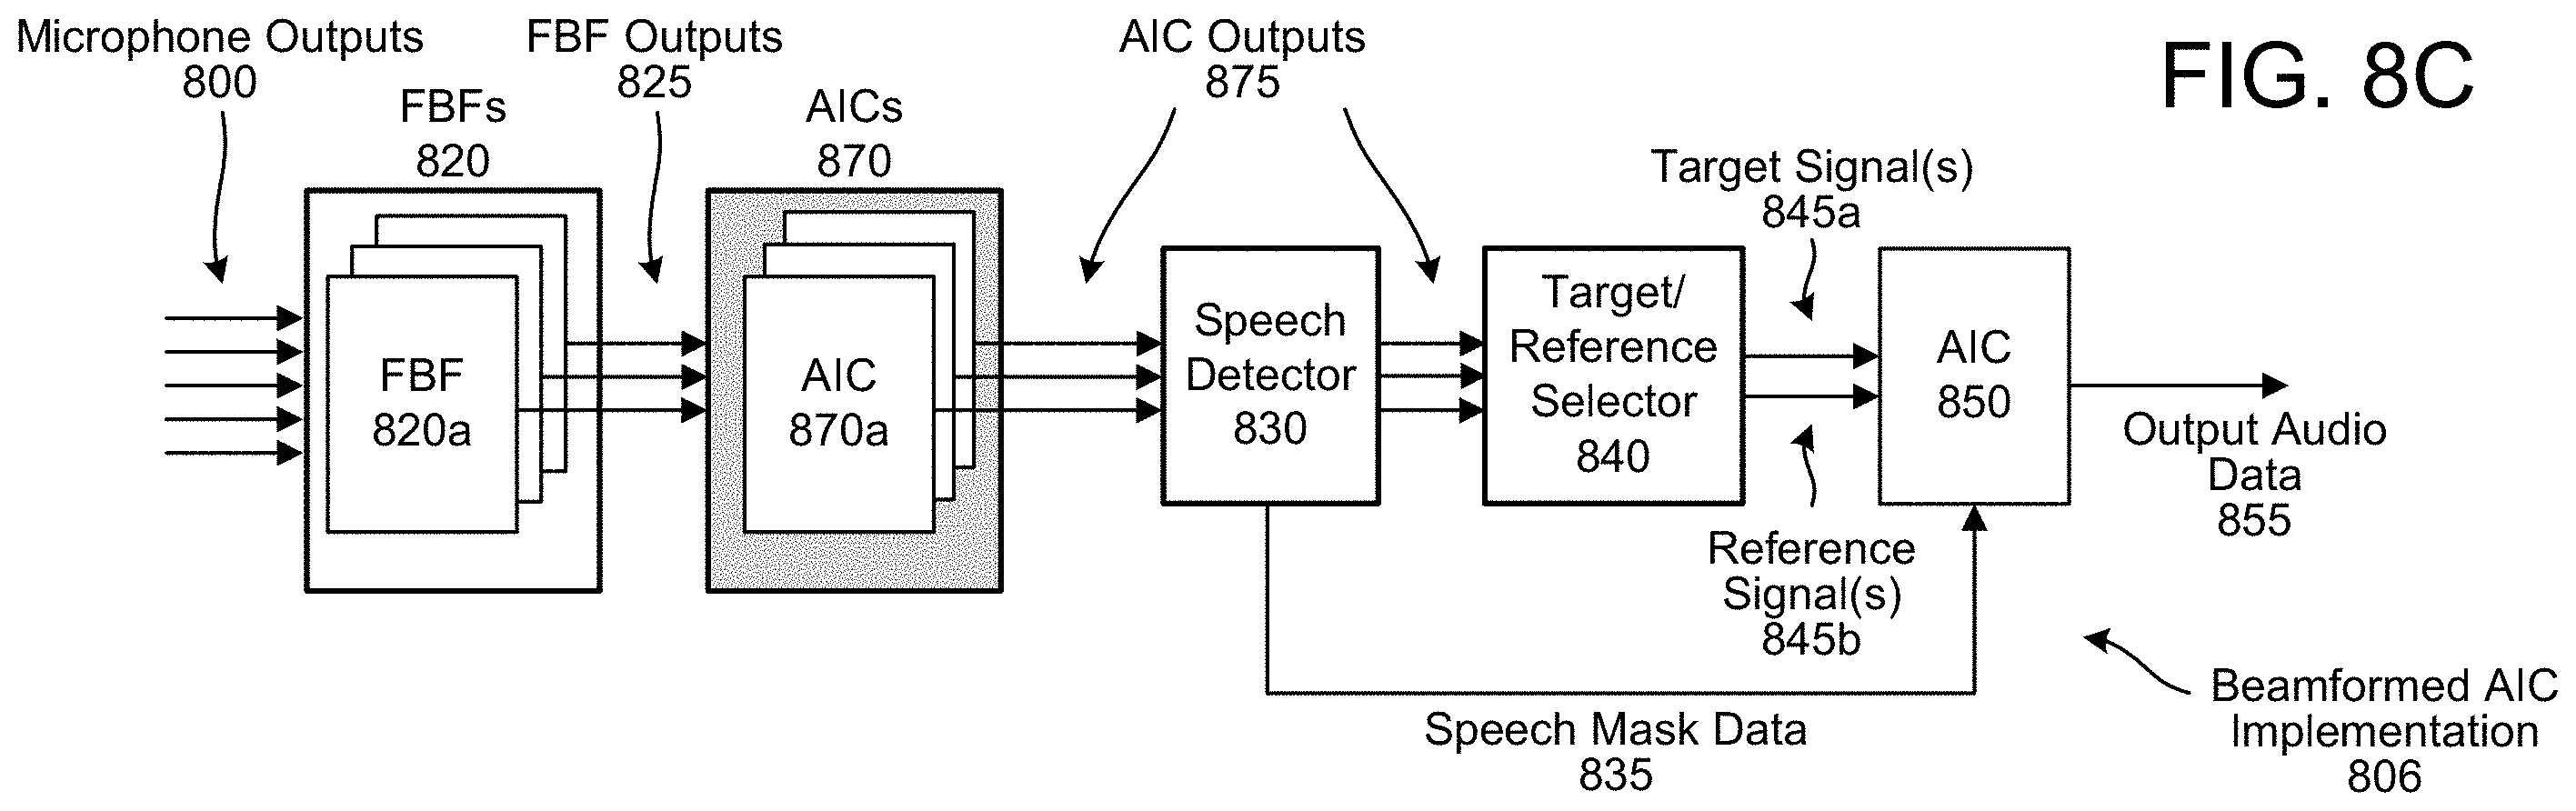 Microphone Outputs
800
FBF Outputs
825
AIC Outputs
875
FIG. 8C
FBFs
820
AICs
870
Target Signal(s)
845a
FBF
820a
AIC
870a
Speech
Detector
830
Target/
Reference
Selector
840
AIC
850
Output Audio
Data
855
Reference
Signal(s)
845b
Speech Mask Data
835
Beamformed AIC
Implementation
806